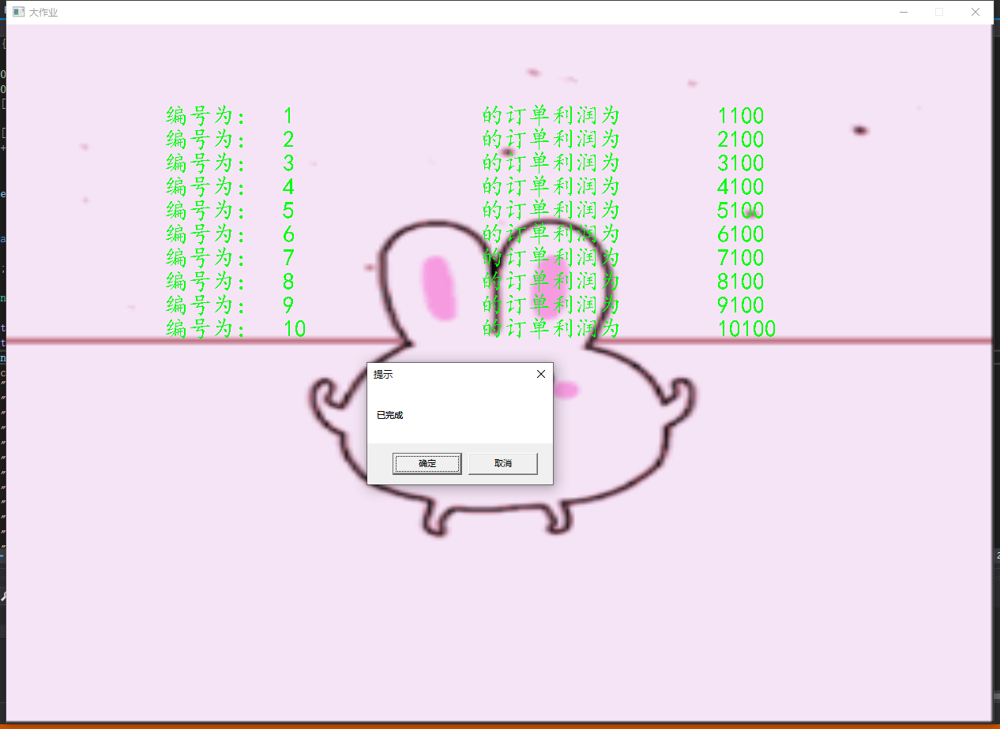 大作业
编号为： 1 的订单利润为 1100
编号为： 2 的订单利润为 2100
编号为： 3 的订单利润为 3100
编号为： 4 的订单利润为 4100
编号为： 5 的订单利润为 5100
编号为： 6 的订单利润为 6100
编号为： 7 的订单利润为 7100
编号为： 8 的订单利润为 8100
编号为： 9 的订单利润为 9100
编号为： 10 的订单利润为 10100
提示
已完成
确定 取消